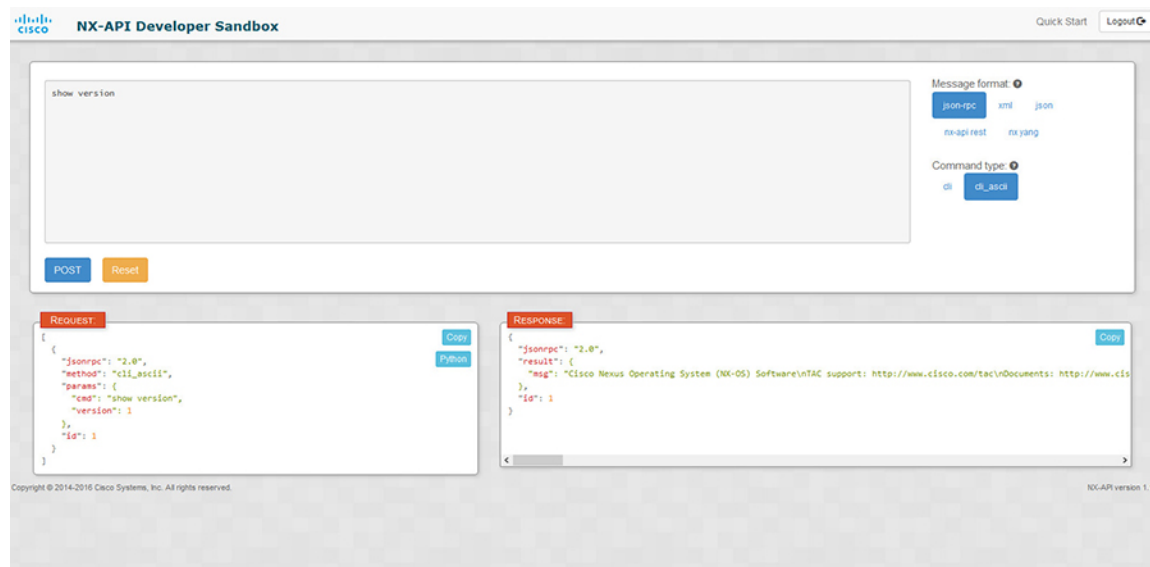 CISCO NX-API Developer Sandbox
Quick Start Logout
show version
Message format:
json-rpc xml json
nx-api rest nx yang
Command type:
cli cli_ascii
POST Reset
REQUEST:
Copy
Python
[
{
"jsonrpc": "2.0",
"method": "cli_ascii",
"params": {
"cmd": "show version",
"version": 1
},
"id": 1
}
]
RESPONSE:
Copy
{
"jsonrpc": "2.0",
"result": {
"msg": "Cisco Nexus Operating System (NX-OS) Software\nTAC support: http://www.cisco.com/tac\nDocuments: http://www.cis
},
"id": 1
}
Copyright © 2014-2016 Cisco Systems, Inc. All rights reserved.
NX-API version 1.